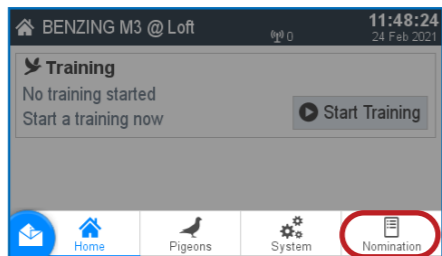 BENZING M3 @ Loft
0
11:48:24
24 Feb 2021
Training
No training started
Start a training now
Start Training
Home
Pigeons
System
Nomination